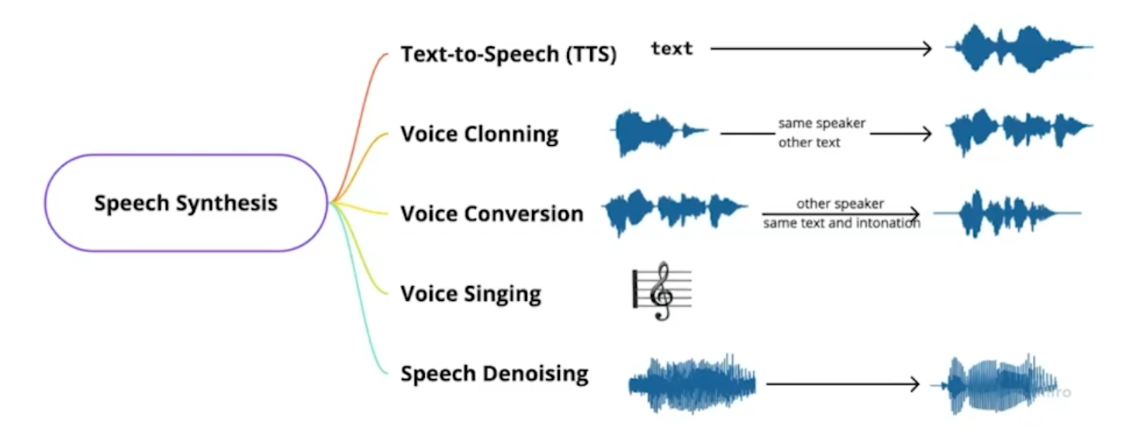 Text-to-Speech (TTS)
text
Voice Clonning
same speaker
other text
Speech Synthesis
Voice Conversion
other speaker
same text and intonation
Voice Singing
Speech Denoising